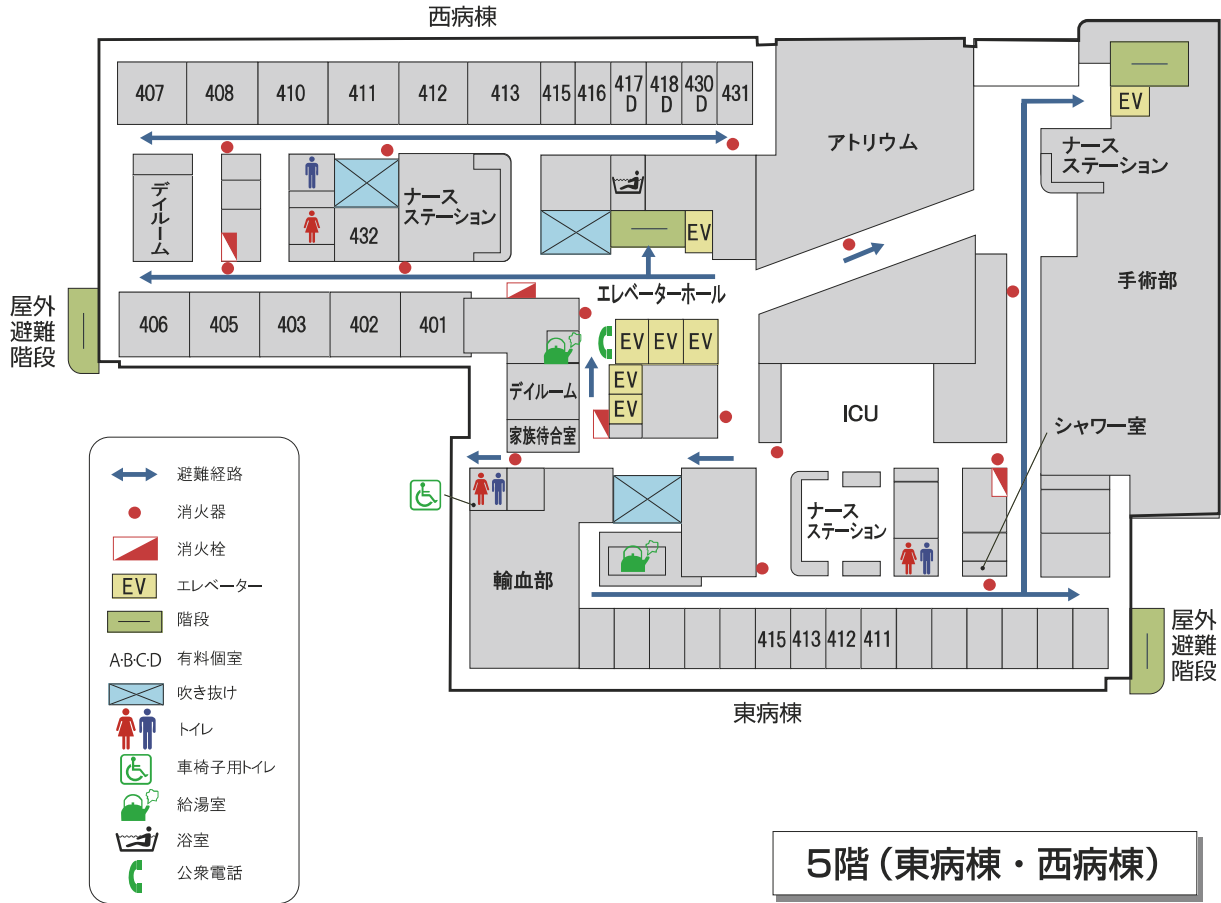 西病棟
407
408
410
411
412
413
415
416
417
D
418
D
430
D
431
アトリウム
EV
ナース
ステーション
デイルーム
ナース
ステーション
432
EV
手術部
エレベーターホール
屋外
避難
階段
406
405
403
402
401
EV
EV
EV
EV
EV
デイルーム
家族待合室
ICU
シャワー室
ナース
ステーション
輸血部
415
413
412
411
屋外
避難
階段
東病棟
避難経路
消火器
消火栓
EV
エレベーター
階段
A・B・C・D
有料個室
吹き抜け
トイレ
車椅子用トイレ
給湯室
浴室
公衆電話
5階(東病棟・西病棟)